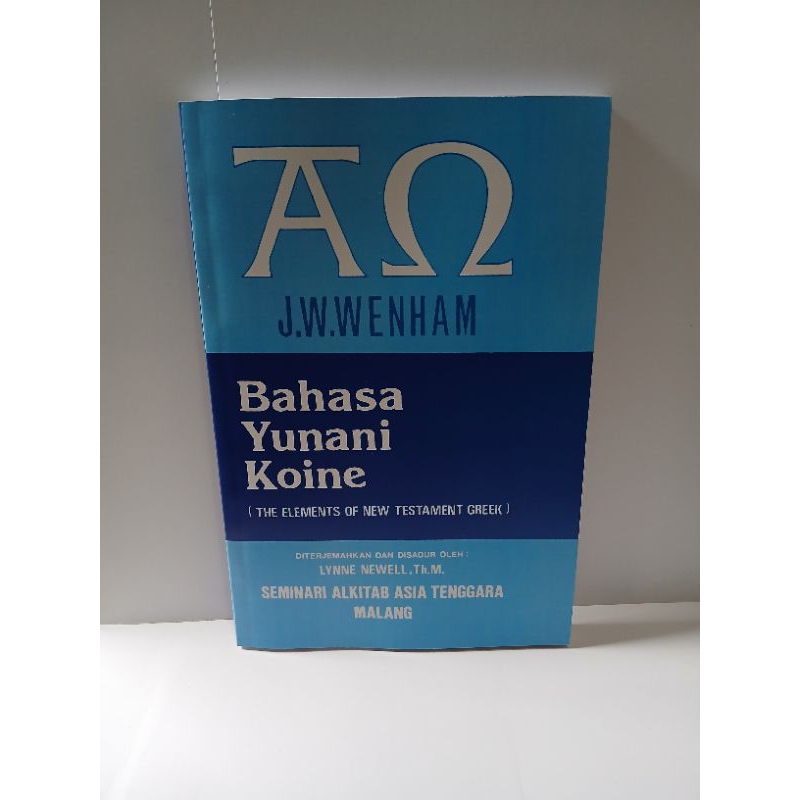 ΑΩ
J.W.WENHAM
Bahasa
Yunani
Koine
( THE ELEMENTS OF NEW TESTAMENT GREEK )
DITERJEMAHKAN DAN DISADUR OLEH :
LYNNE NEWELL,Th.M.
SEMINARI ALKITAB ASIA TENGGARA
MALANG